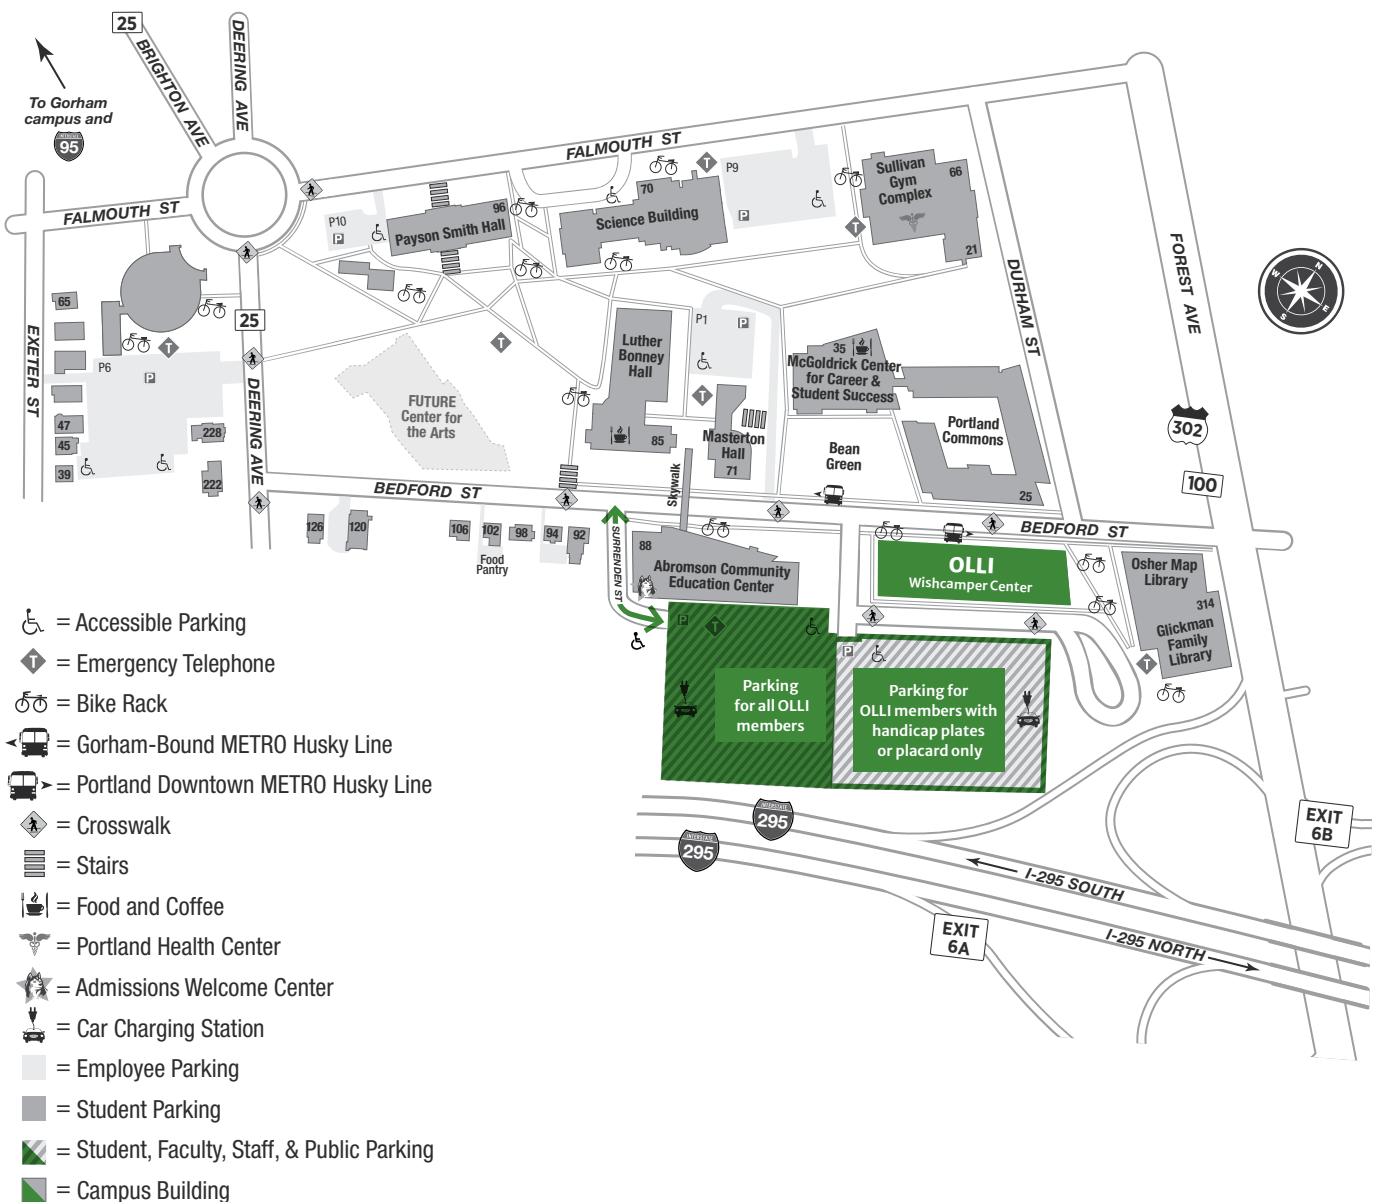 25
BRIGHTON AVE
DEERING AVE
To Gorham
campus and
INTERSTATE
95
FALMOUTH ST
FALMOUTH ST
EXETER ST
DEERING AVE
25
P10
P
Payson Smith Hall
96
70
Science Building
T
P9
P
Sullivan
Gym
Complex
66
21
T
DURHAM ST
FOREST AVE
N
E
S
W
65
T
P6
P
47
45
39
228
222
T
FUTURE
Center for
the Arts
Luther
Bonney
Hall
85
P1
P
T
Masterton
Hall
71
35
McGoldrick Center
for Career &
Student Success
Portland
Commons
25
Bean
Green
302
100
Skywalk
BEDFORD ST
BEDFORD ST
126
120
106
102
98
94
92
Food
Pantry
SURRENDEN ST
88
Abromson Community
Education Center
OLLI
Wishcamper Center
Osher Map
Library
314
Glickman
Family
Library
T
P
T
P
Parking
for all OLLI
members
Parking for
OLLI members with
handicap plates
or placard only
INTERSTATE
295
INTERSTATE
295
I-295 SOUTH
I-295 NORTH
EXIT
6B
EXIT
6A
= Accessible Parking
T = Emergency Telephone
= Bike Rack
= Gorham-Bound METRO Husky Line
= Portland Downtown METRO Husky Line
= Crosswalk
= Stairs
= Food and Coffee
= Portland Health Center
= Admissions Welcome Center
= Car Charging Station
= Employee Parking
= Student Parking
= Student, Faculty, Staff, & Public Parking
= Campus Building